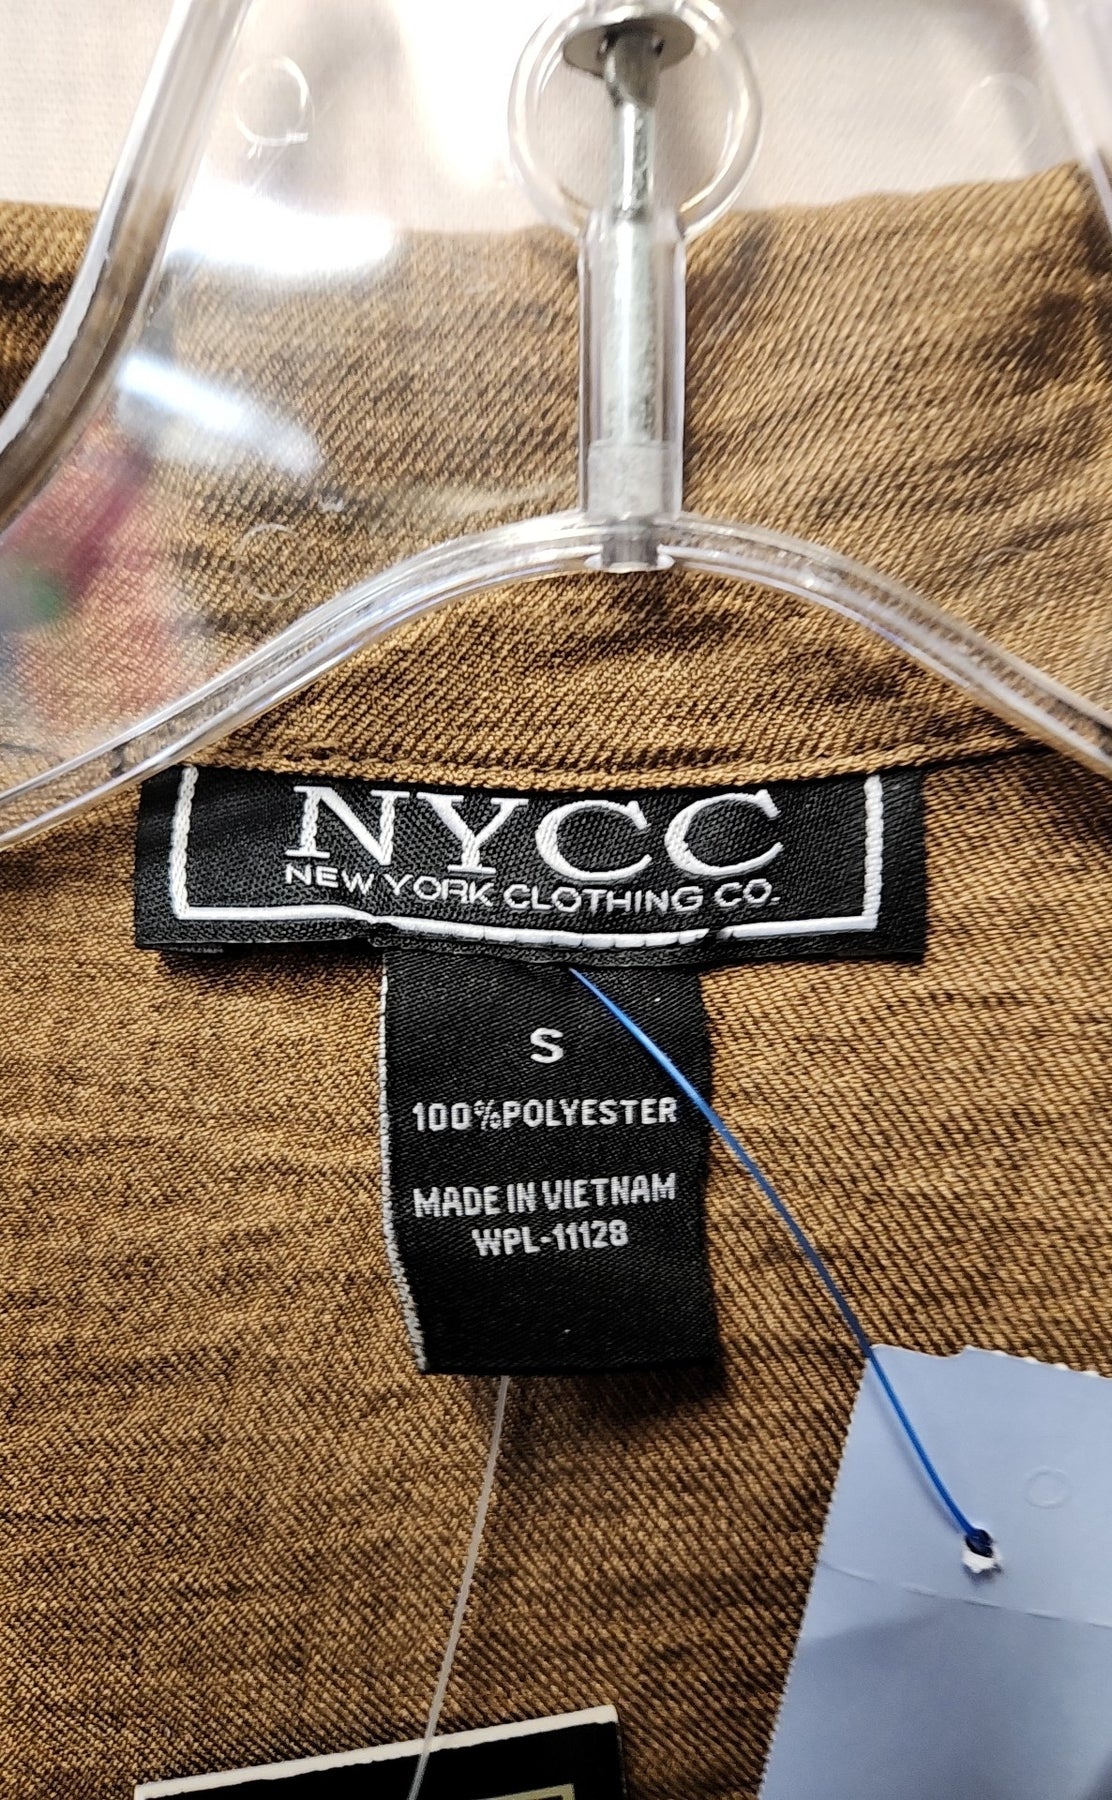 NYCC
NEW YORK CLOTHING CO.
S
100%POLYESTER
MADE IN VIETNAM
WPL-11128